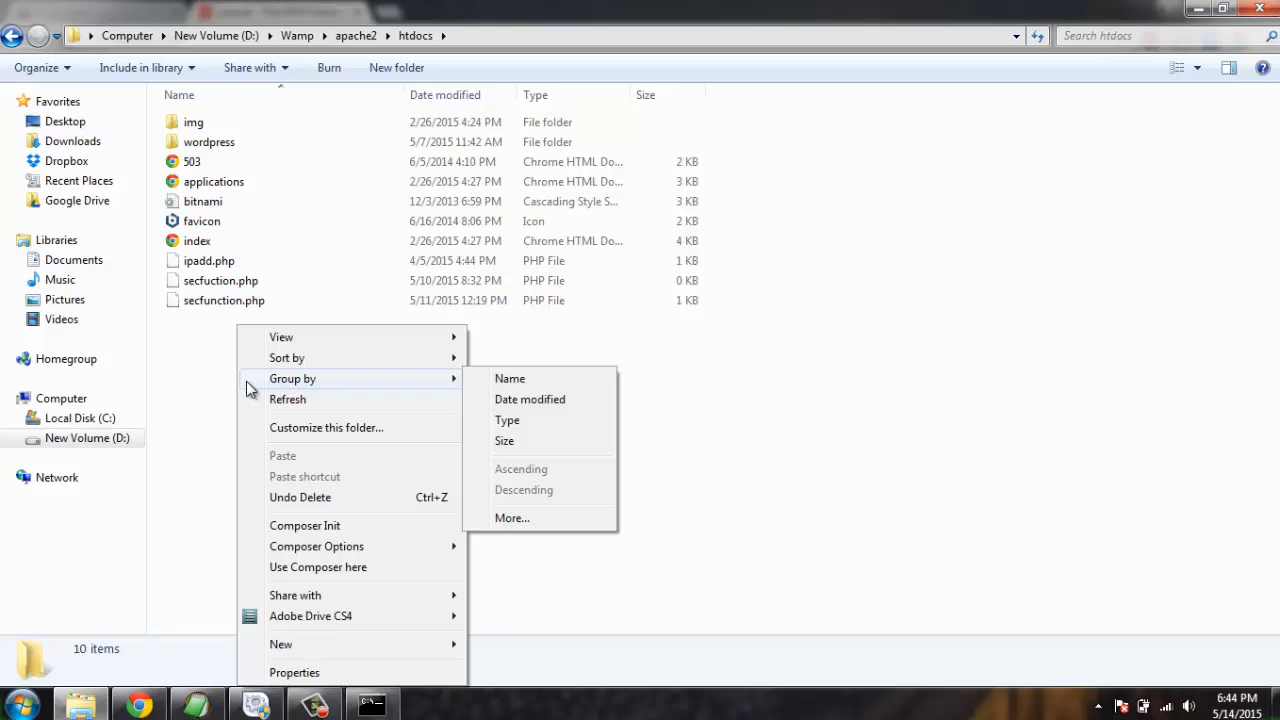 Computer ▸ New Volume (D:) ▸ Wamp ▸ apache2 ▸ htdocs ▸
Search htdocs
Organize
Include in library
Share with
Burn
New folder
Name
Date modified
Type
Size
img 2/26/2015 4:24 PM File folder
wordpress 5/7/2015 11:42 AM File folder
503 6/5/2014 4:10 PM Chrome HTML Do... 2 KB
applications 2/26/2015 4:27 PM Chrome HTML Do... 3 KB
bitnami 12/3/2013 6:59 PM Cascading Style S... 3 KB
favicon 6/16/2014 8:06 PM Icon 2 KB
index 2/26/2015 4:27 PM Chrome HTML Do... 4 KB
ipadd.php 4/5/2015 4:44 PM PHP File 1 KB
secfuction.php 5/10/2015 8:32 PM PHP File 0 KB
secfunction.php 5/11/2015 12:19 PM PHP File 1 KB
Favorites
Desktop
Downloads
Dropbox
Recent Places
Google Drive
Libraries
Documents
Music
Pictures
Videos
Homegroup
Computer
Local Disk (C:)
New Volume (D:)
Network
View
Sort by
Group by
Refresh
Customize this folder...
Paste
Paste shortcut
Undo Delete Ctrl+Z
Composer Init
Composer Options
Use Composer here
Share with
Adobe Drive CS4
New
Properties
Name
Date modified
Type
Size
Ascending
Descending
More...
10 items
6:44 PM
5/14/2015